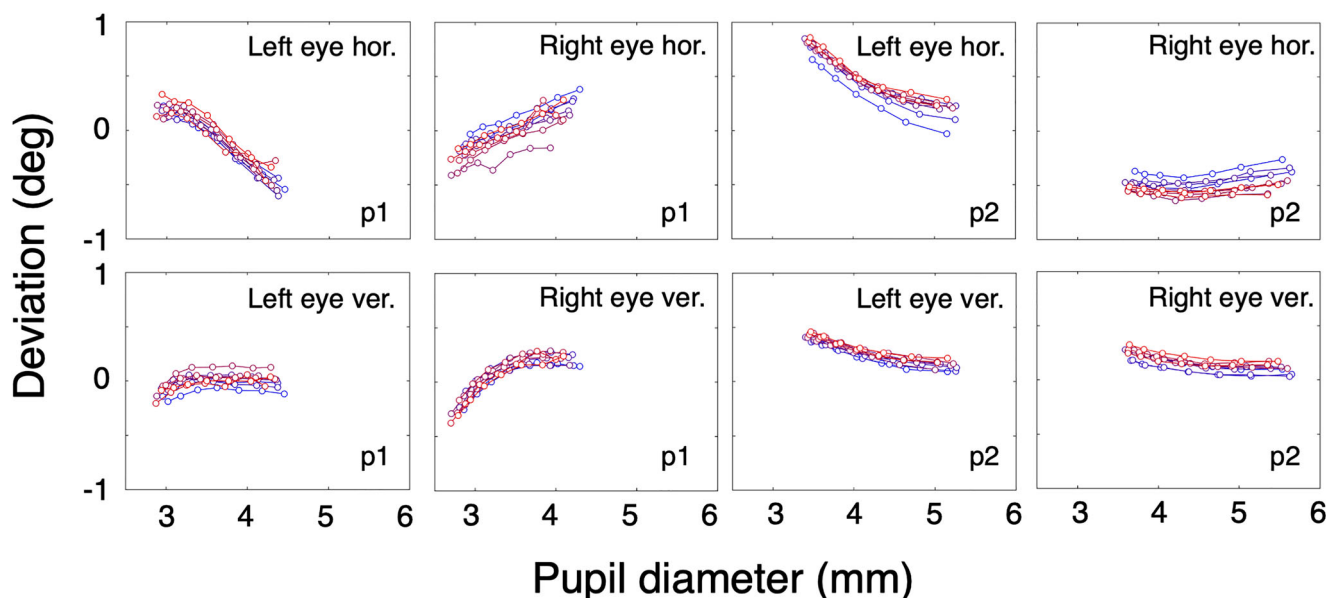 Deviation (deg)
1
0
-1
Left eye hor.
p1
Right eye hor.
p1
Left eye hor.
p2
Right eye hor.
p2
1
0
-1
Left eye ver.
p1
Right eye ver.
p1
Left eye ver.
p2
Right eye ver.
p2
3 4 5 6 3 4 5 6 3 4 5 6 3 4 5 6
Pupil diameter (mm)